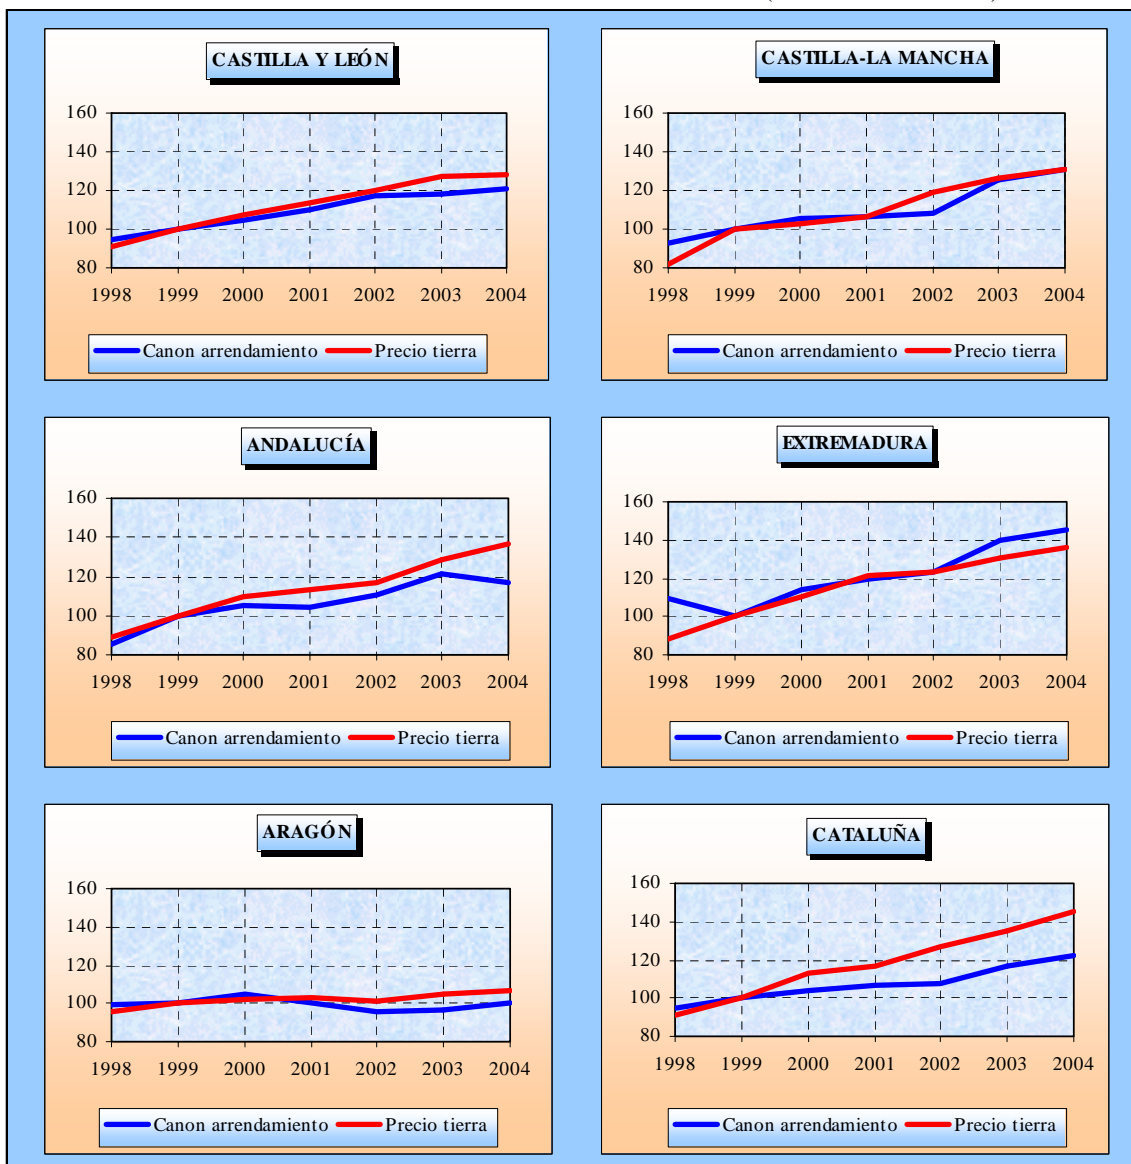 CASTILLA Y LEÓN
160
140
120
100
80
1998 1999 2000 2001 2002 2003 2004
Canon arrendamiento Precio tierra
CASTILLA-LA MANCHA
160
140
120
100
80
1998 1999 2000 2001 2002 2003 2004
Canon arrendamiento Precio tierra
ANDALUCÍA
160
140
120
100
80
1998 1999 2000 2001 2002 2003 2004
Canon arrendamiento Precio tierra
EXTREMADURA
160
140
120
100
80
1998 1999 2000 2001 2002 2003 2004
Canon arrendamiento Precio tierra
ARAGÓN
160
140
120
100
80
1998 1999 2000 2001 2002 2003 2004
Canon arrendamiento Precio tierra
CATALUÑA
160
140
120
100
80
1998 1999 2000 2001 2002 2003 2004
Canon arrendamiento Precio tierra